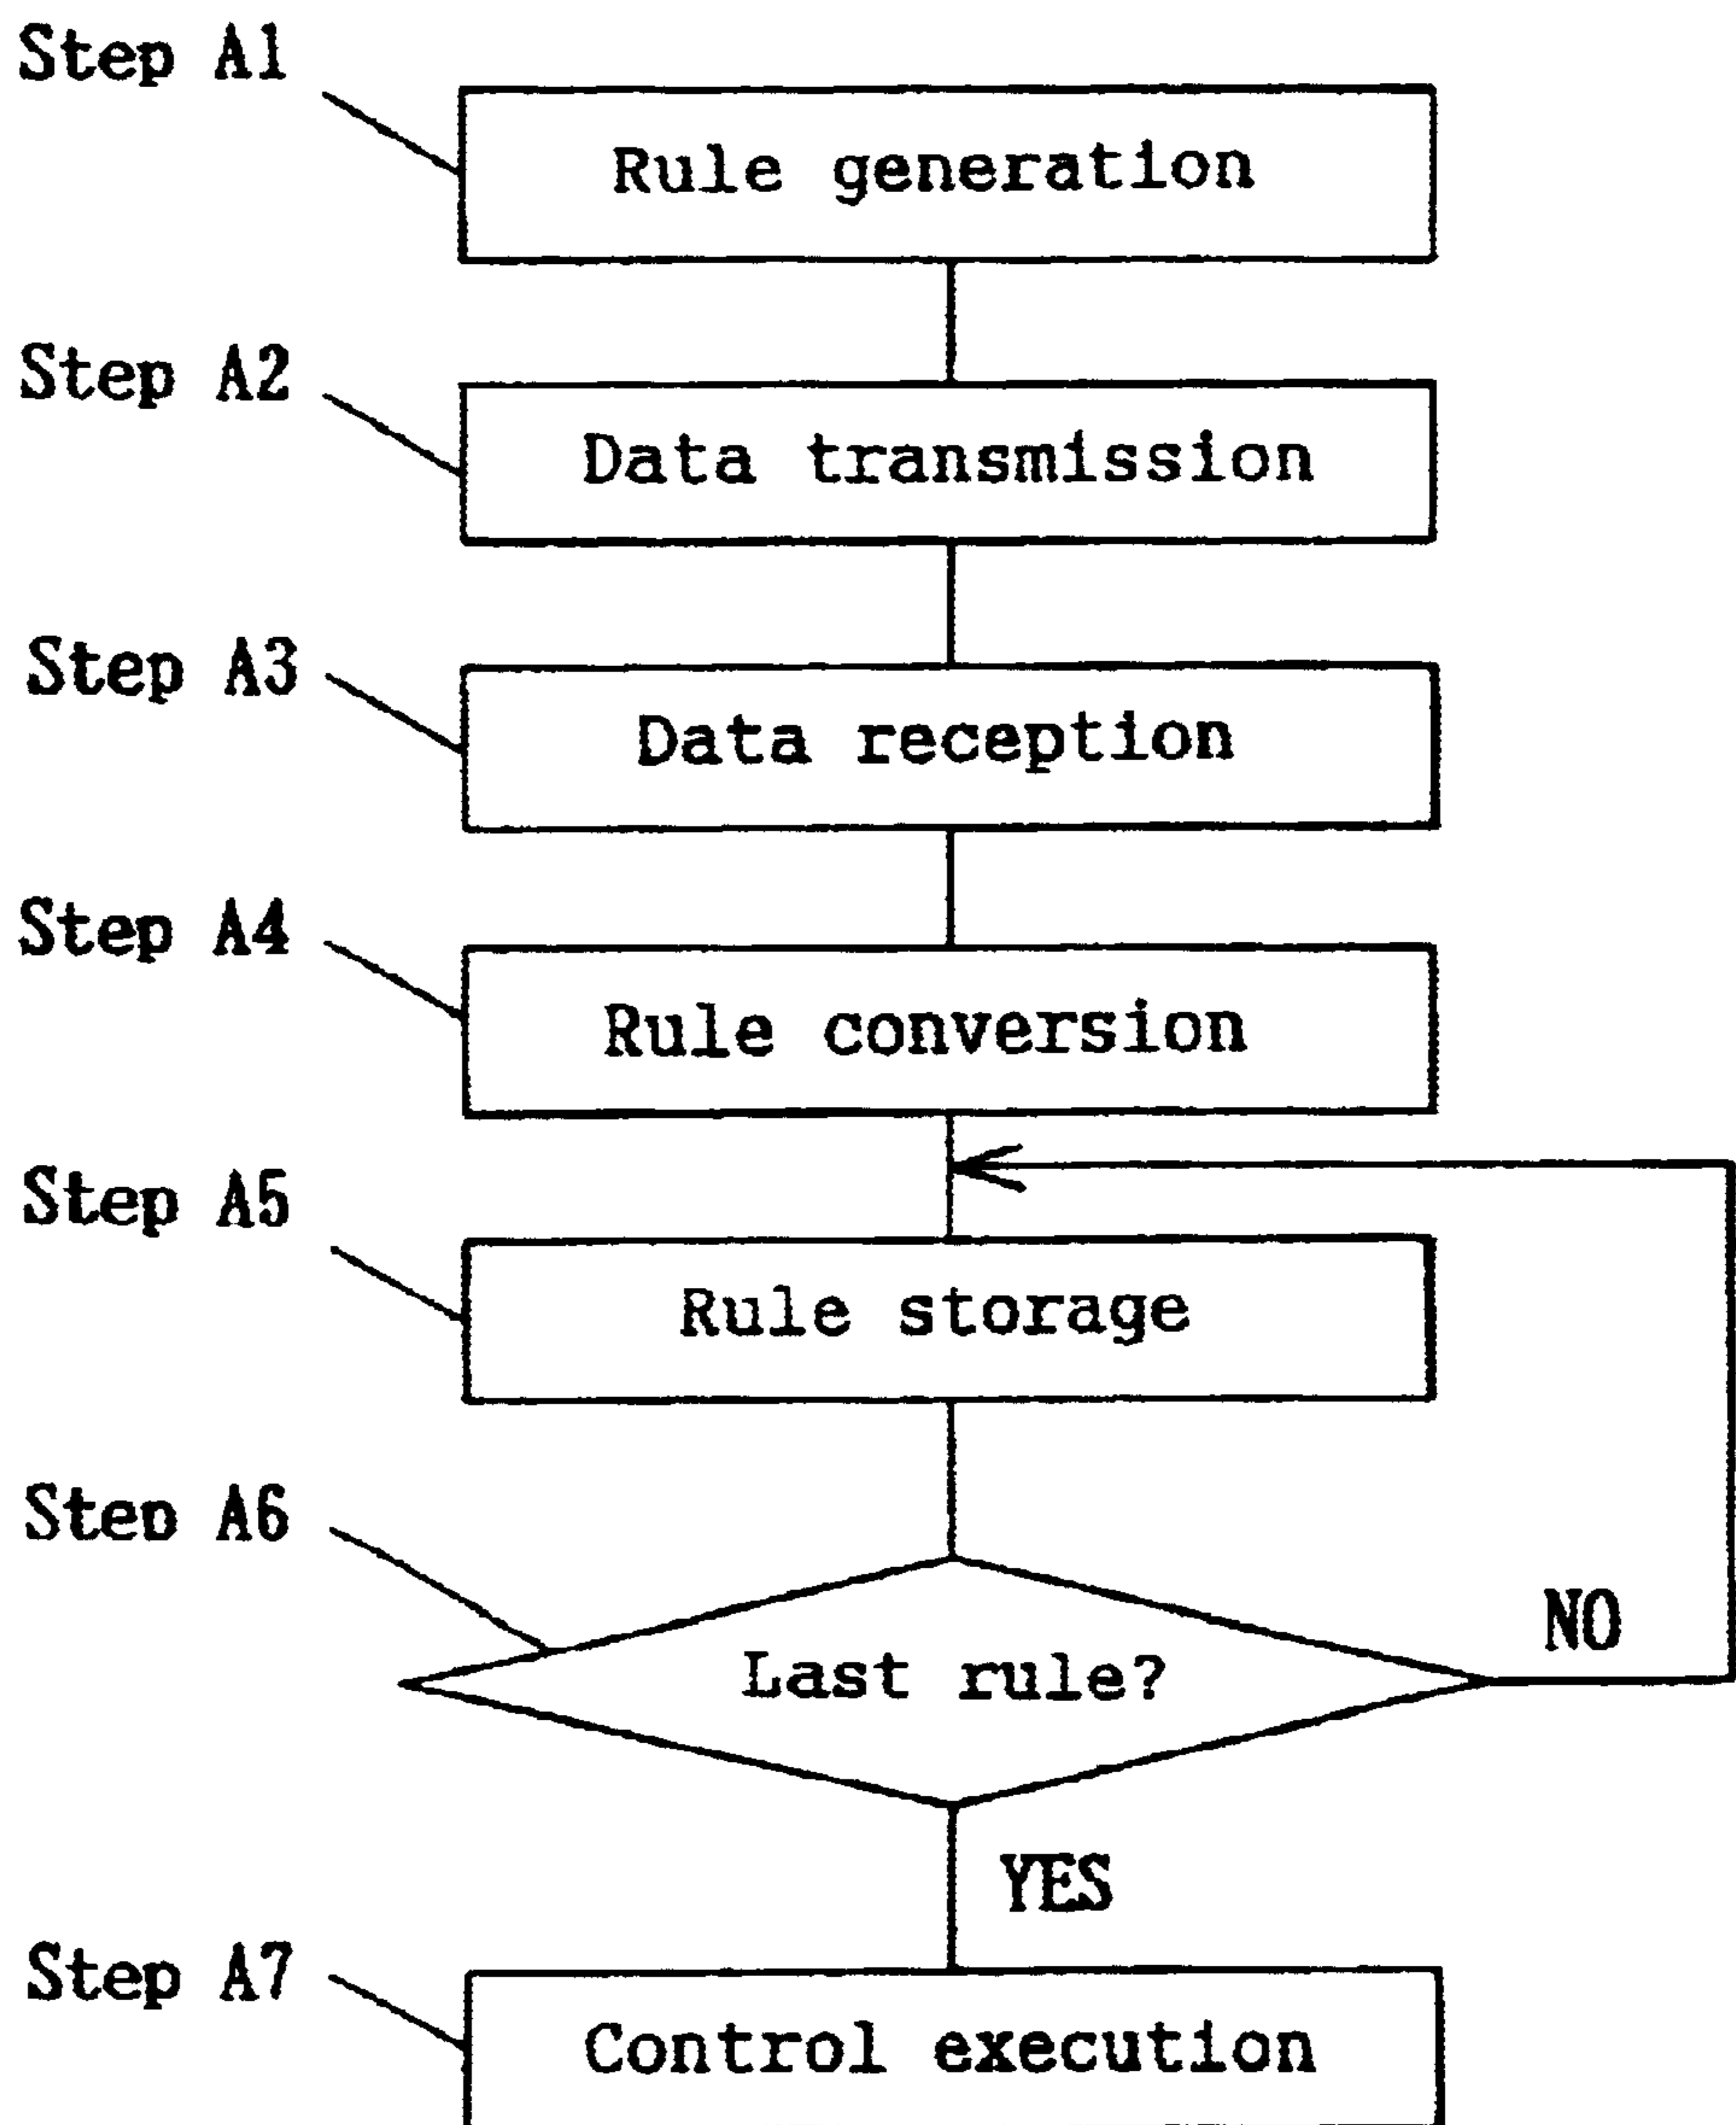 Step A1
Rule generation
Step A2
Data transmission
Step A3
Data reception
Step A4
Rule conversion
Step A5
Rule storage
Step A6
Last rule?
NO
YES
Step A7
Control execution